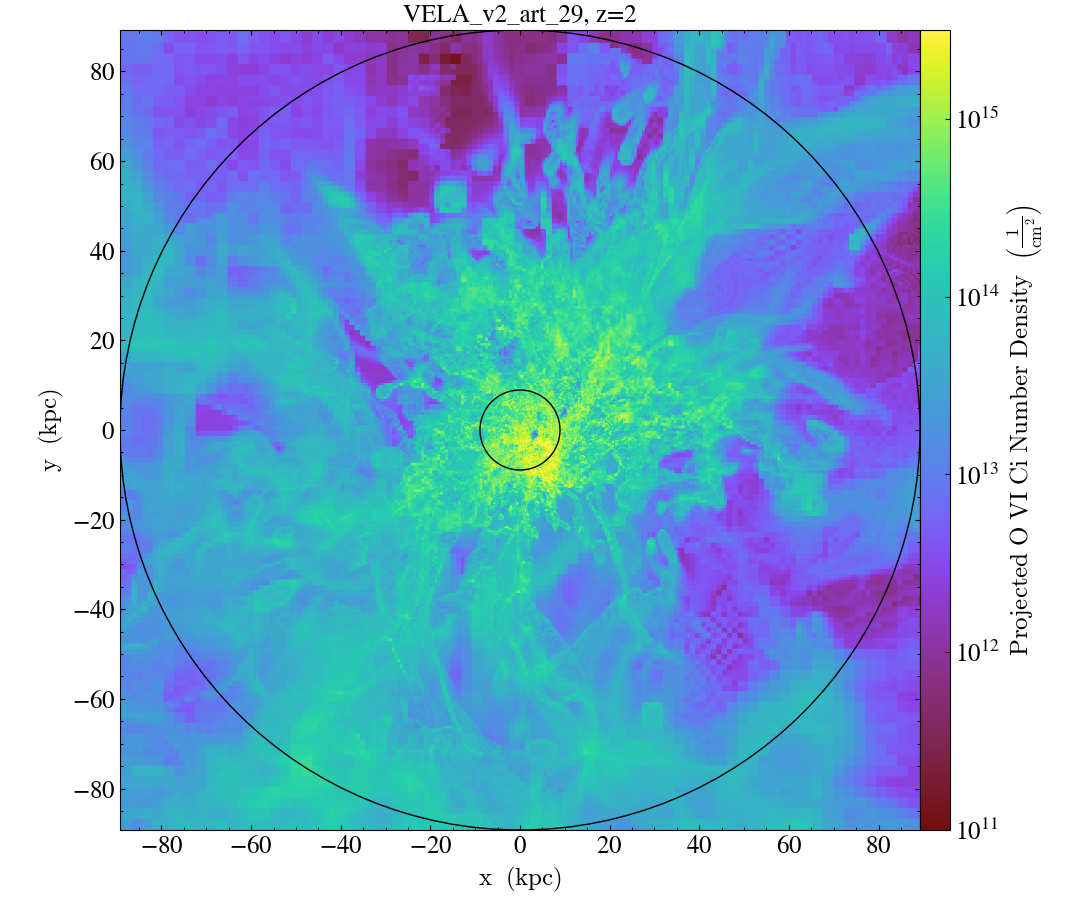 VELA_v2_art_29, z=2
80
60
40
20
0
−20
−40
−60
−80
y (kpc)
−80 −60 −40 −20 0 20 40 60 80
x (kpc)
10^15
10^14
10^13
10^12
10^11
Projected O VI Ci Number Density (1/cm^2)